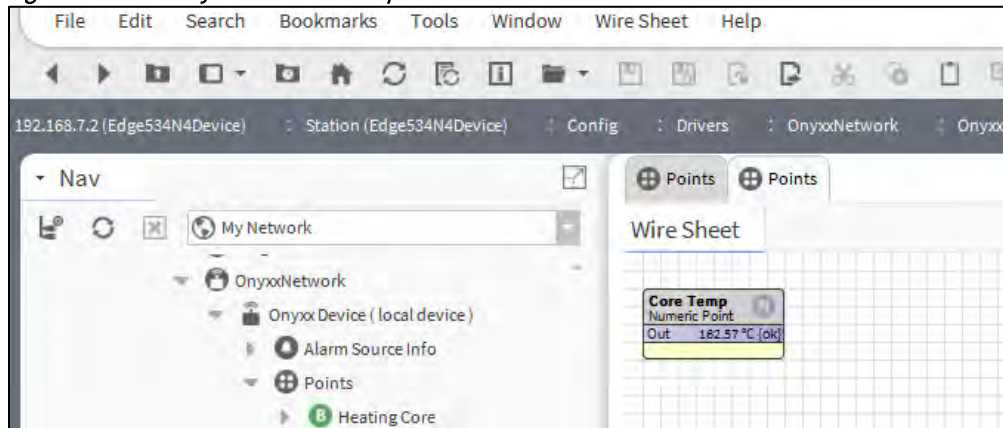 File Edit Search Bookmarks Tools Window Wire Sheet Help
192.168.7.2 (Edge534N4Device) : Station (Edge534N4Device) : Config : Drivers : OnyxxNetwork : Onyxx
Nav
Points Points
My Network
Wire Sheet
OnyxxNetwork
Onyxx Device ( local device )
Alarm Source Info
Points
B Heating Core
Core Temp
N
Numeric Point
Out 162.57 °C {ok}